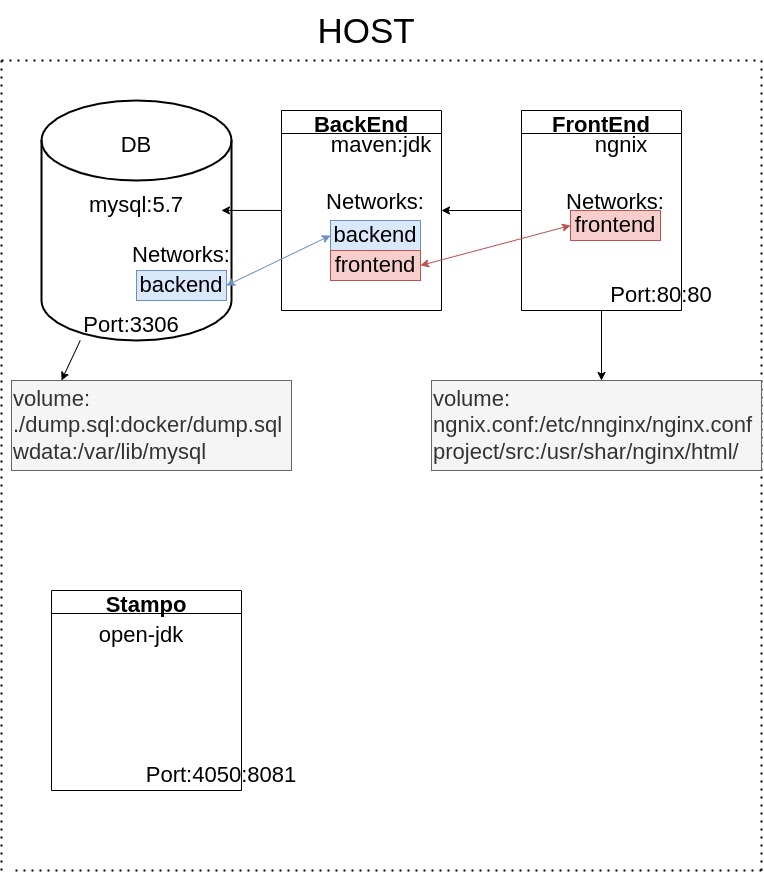 HOST
DB
mysql:5.7
Networks:
backend
Port:3306
BackEnd
maven:jdk
Networks:
backend
frontend
FrontEnd
ngnix
Networks:
frontend
Port:80:80
volume:
./dump.sql:docker/dump.sql
wdata:/var/lib/mysql
volume:
ngnix.conf:/etc/nnginx/nginx.conf
project/src:/usr/shar/nginx/html/
Stampo
open-jdk
Port:4050:8081